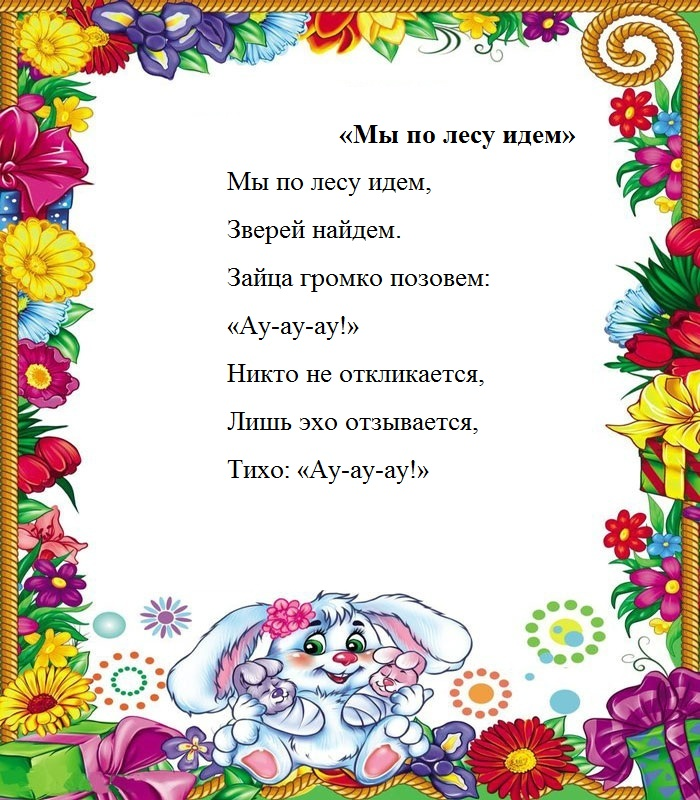 «Мы по лесу идем»
Мы по лесу идем,
Зверей найдем.
Зайца громко позовем:
«Ау-ау-ау!»
Никто не откликается,
Лишь эхо отзывается,
Тихо: «Ау-ау-ау!»